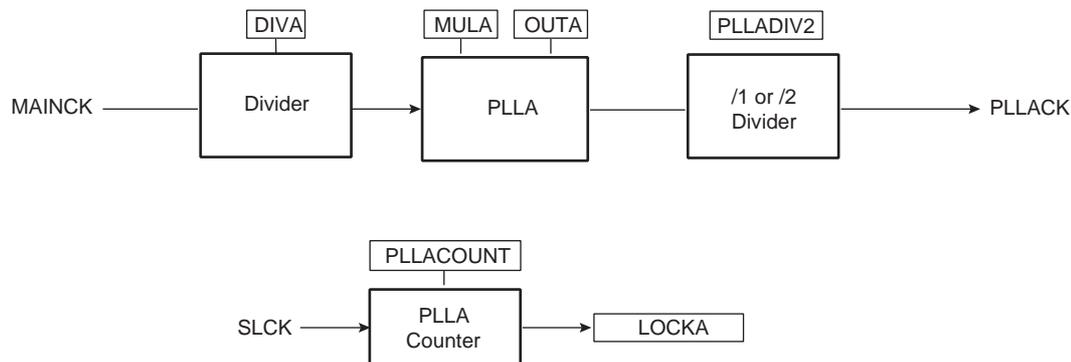 DIVA
MULA
OUTA
PLLADIV2
MAINCK
Divider
PLLA
/1 or /2
Divider
PLLACK
PLLACOUNT
SLCK
PLLA
Counter
LOCKA